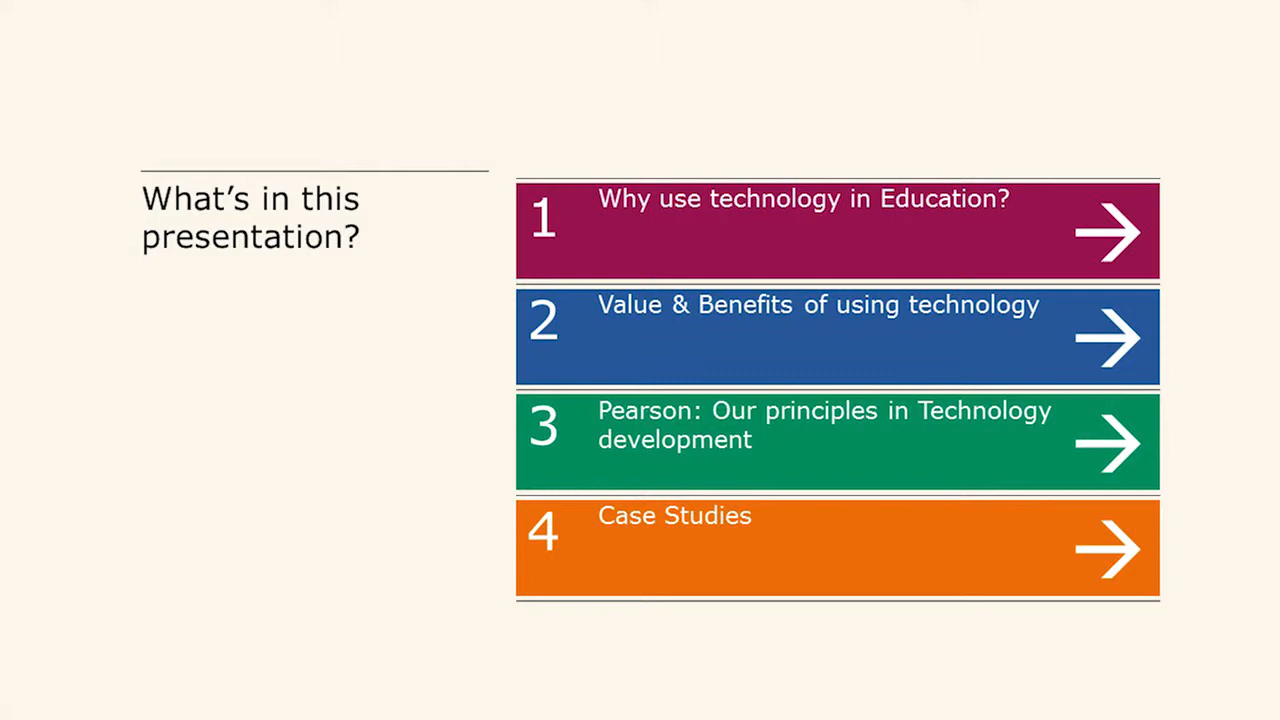 What’s in this
presentation?
1
Why use technology in Education?
2
Value & Benefits of using technology
3
Pearson: Our principles in Technology
development
4
Case Studies